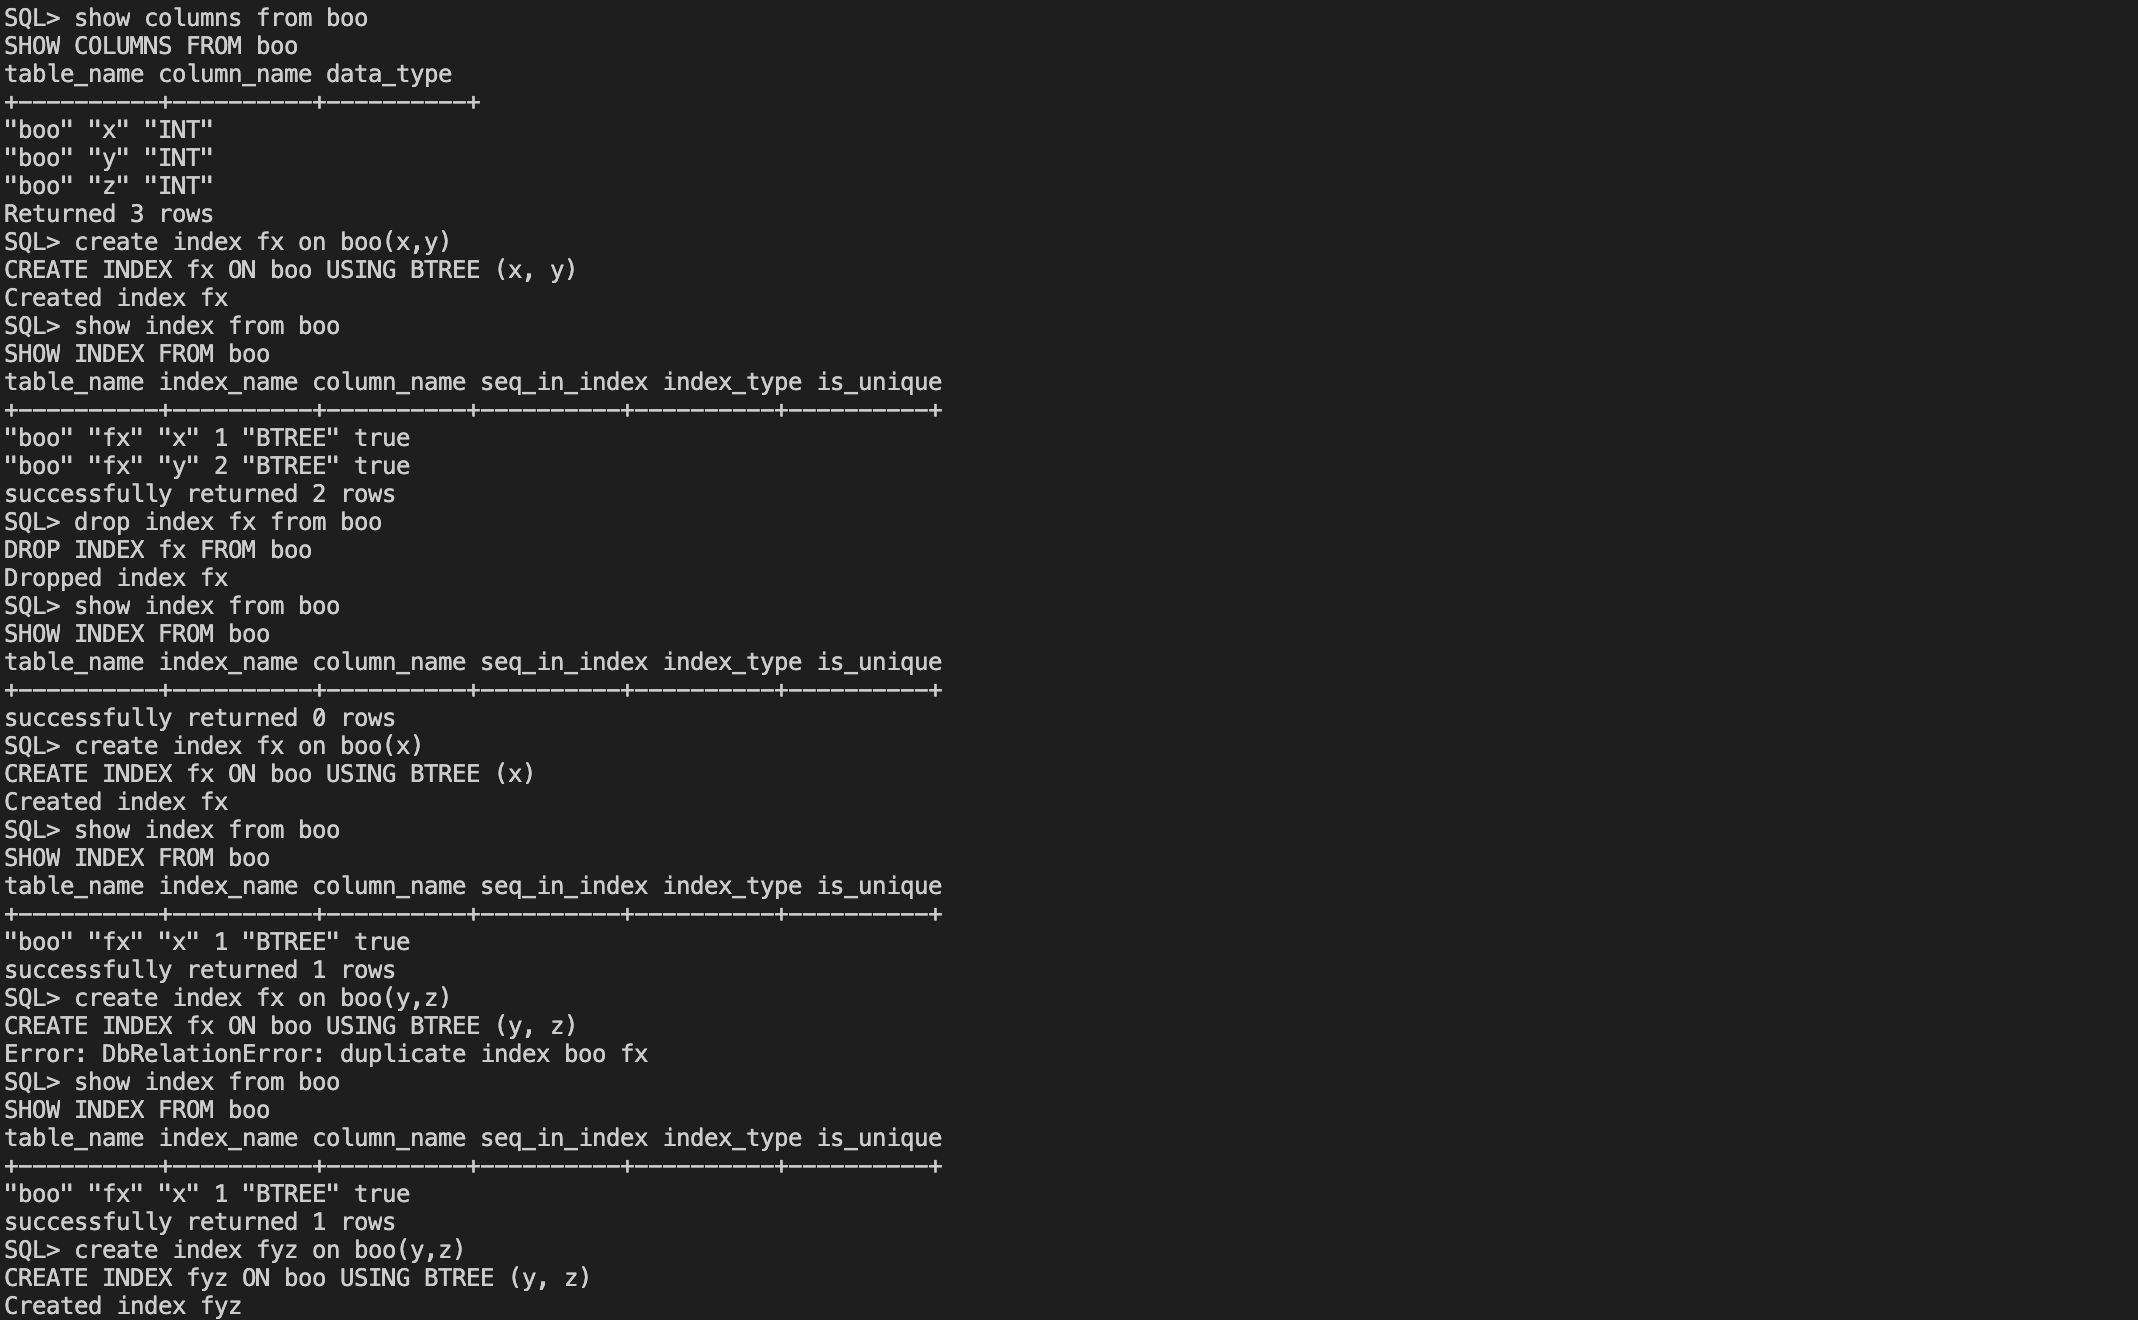 SQL> show columns from boo
SHOW COLUMNS FROM boo
table_name column_name data_type
+----------+----------+----------+
"boo" "x" "INT"
"boo" "y" "INT"
"boo" "z" "INT"
Returned 3 rows
SQL> create index fx on boo(x,y)
CREATE INDEX fx ON boo USING BTREE (x, y)
Created index fx
SQL> show index from boo
SHOW INDEX FROM boo
table_name index_name column_name seq_in_index index_type is_unique
+----------+----------+----------+----------+----------+----------+
"boo" "fx" "x" 1 "BTREE" true
"boo" "fx" "y" 2 "BTREE" true
successfully returned 2 rows
SQL> drop index fx from boo
DROP INDEX fx FROM boo
Dropped index fx
SQL> show index from boo
SHOW INDEX FROM boo
table_name index_name column_name seq_in_index index_type is_unique
+----------+----------+----------+----------+----------+----------+
successfully returned 0 rows
SQL> create index fx on boo(x)
CREATE INDEX fx ON boo USING BTREE (x)
Created index fx
SQL> show index from boo
SHOW INDEX FROM boo
table_name index_name column_name seq_in_index index_type is_unique
+----------+----------+----------+----------+----------+----------+
"boo" "fx" "x" 1 "BTREE" true
successfully returned 1 rows
SQL> create index fx on boo(y,z)
CREATE INDEX fx ON boo USING BTREE (y, z)
Error: DbRelationError: duplicate index boo fx
SQL> show index from boo
SHOW INDEX FROM boo
table_name index_name column_name seq_in_index index_type is_unique
+----------+----------+----------+----------+----------+----------+
"boo" "fx" "x" 1 "BTREE" true
successfully returned 1 rows
SQL> create index fyz on boo(y,z)
CREATE INDEX fyz ON boo USING BTREE (y, z)
Created index fyz